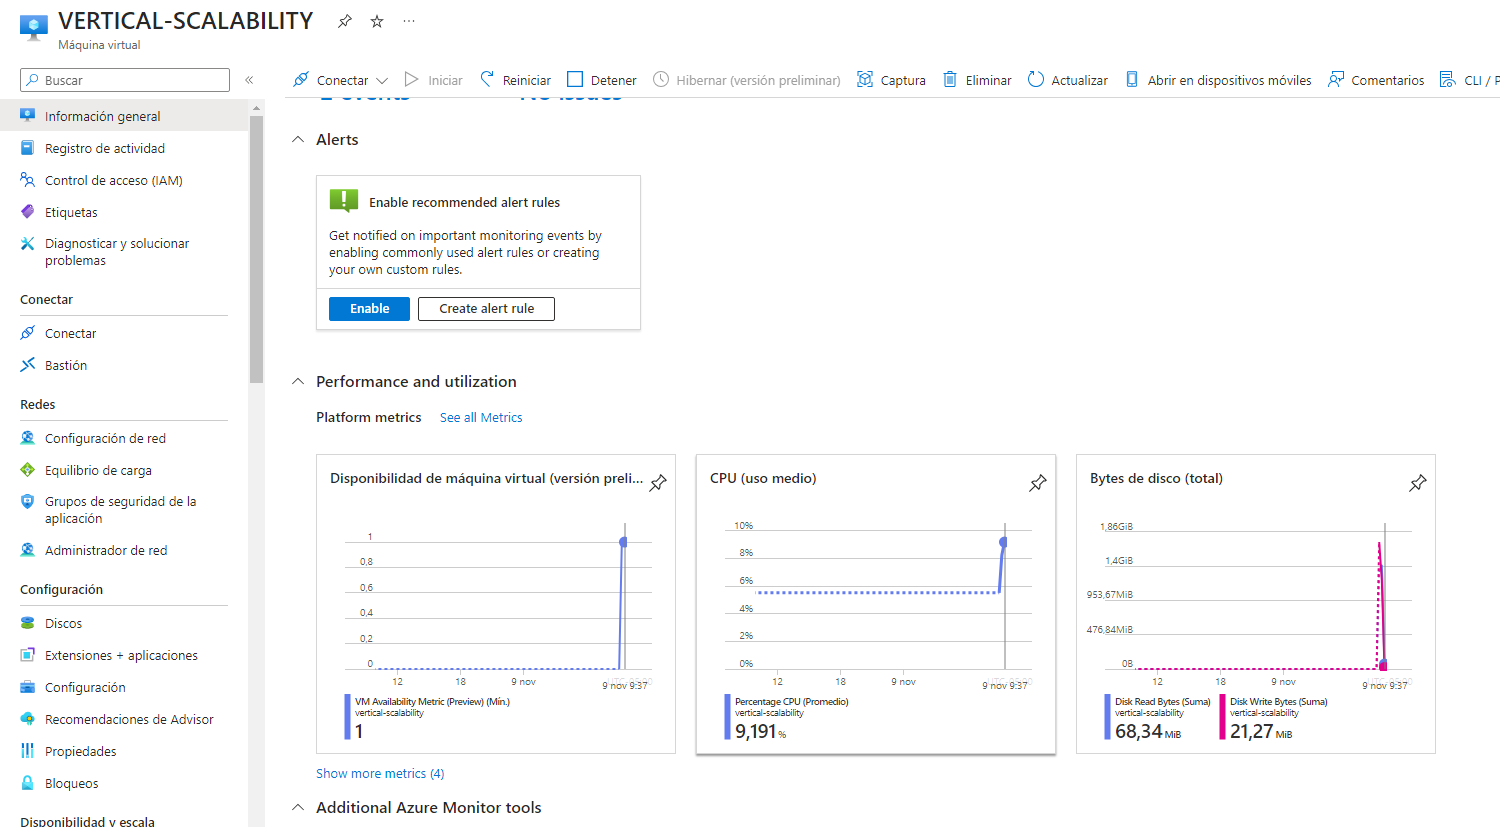 VERTICAL-SCALABILITY
Máquina virtual
Buscar
Conectar
Iniciar
Reiniciar
Detener
Hibernar (versión preliminar)
Captura
Eliminar
Actualizar
Abrir en dispositivos móviles
Comentarios
CLI / P
Información general
Registro de actividad
Control de acceso (IAM)
Etiquetas
Diagnosticar y solucionar
problemas
Conectar
Conectar
Bastión
Redes
Configuración de red
Equilibrio de carga
Grupos de seguridad de la
aplicación
Administrador de red
Configuración
Discos
Extensiones + aplicaciones
Configuración
Recomendaciones de Advisor
Propiedades
Bloqueos
Disponibilidad y escala
Alerts
Enable recommended alert rules
Get notified on important monitoring events by
enabling commonly used alert rules or creating
your own custom rules.
Enable
Create alert rule
Performance and utilization
Platform metrics
See all Metrics
Disponibilidad de máquina virtual (versión preli...
1
0,8
0,6
0,4
0,2
0
12
18
9 nov
9 nov 9:37
VM Availability Metric (Preview) (Mín.)
vertical-scalability
1
CPU (uso medio)
10%
8%
6%
4%
2%
0%
12
18
9 nov
9 nov 9:37
Percentage CPU (Promedio)
vertical-scalability
9,191 %
Bytes de disco (total)
1,86GiB
1,4GiB
953,67MiB
476,84MiB
0B
12
18
9 nov
9 nov 9:37
Disk Read Bytes (Suma)
vertical-scalability
68,34 MiB
Disk Write Bytes (Suma)
vertical-scalability
21,27 MiB
Show more metrics (4)
Additional Azure Monitor tools